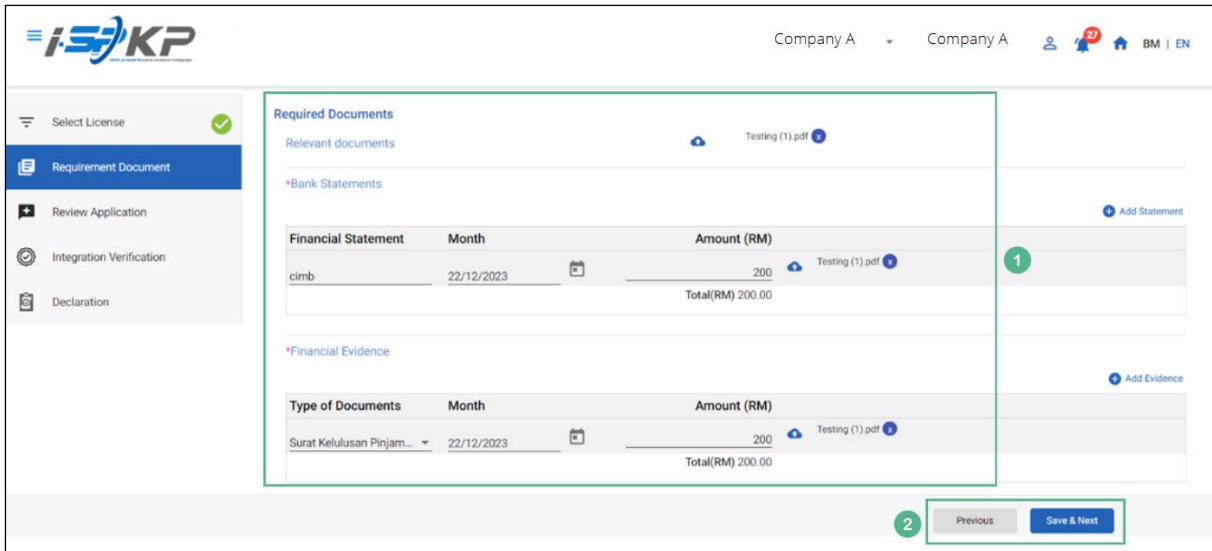 i-SPKP
Company A Company A 27 BM | EN
Select License
Requirement Document
Review Application
Integration Verification
Declaration
Required Documents
Relevant documents Testing (1).pdf x
*Bank Statements
Add Statement
Financial Statement Month Amount (RM)
cimb 22/12/2023 200 Testing (1).pdf x
Total(RM) 200.00
1
*Financial Evidence
Add Evidence
Type of Documents Month Amount (RM)
Surat Kelulusan Pinjam... 22/12/2023 200 Testing (1).pdf x
Total(RM) 200.00
2 Previous Save & Next